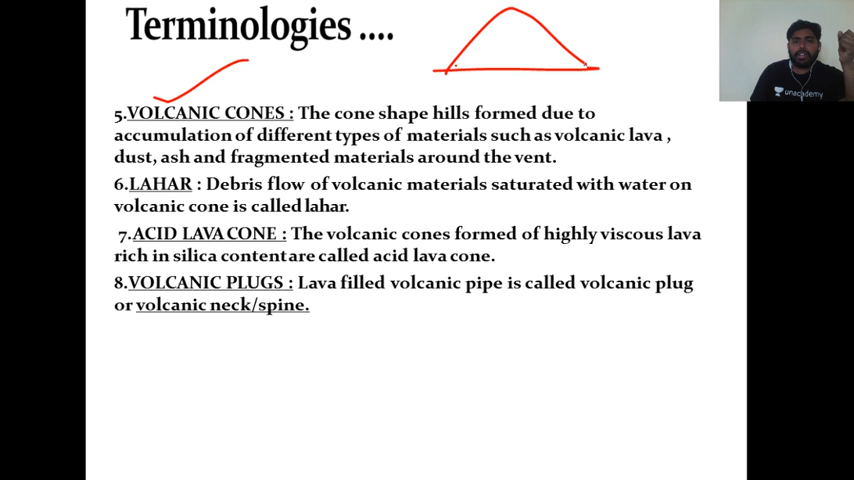 Terminologies ....
unacademy
5.VOLCANIC CONES : The cone shape hills formed due to
accumulation of different types of materials such as volcanic lava ,
dust, ash and fragmented materials around the vent.
6.LAHAR : Debris flow of volcanic materials saturated with water on
volcanic cone is called lahar.
7.ACID LAVA CONE : The volcanic cones formed of highly viscous lava
rich in silica content are called acid lava cone.
8.VOLCANIC PLUGS : Lava filled volcanic pipe is called volcanic plug
or volcanic neck/spine.